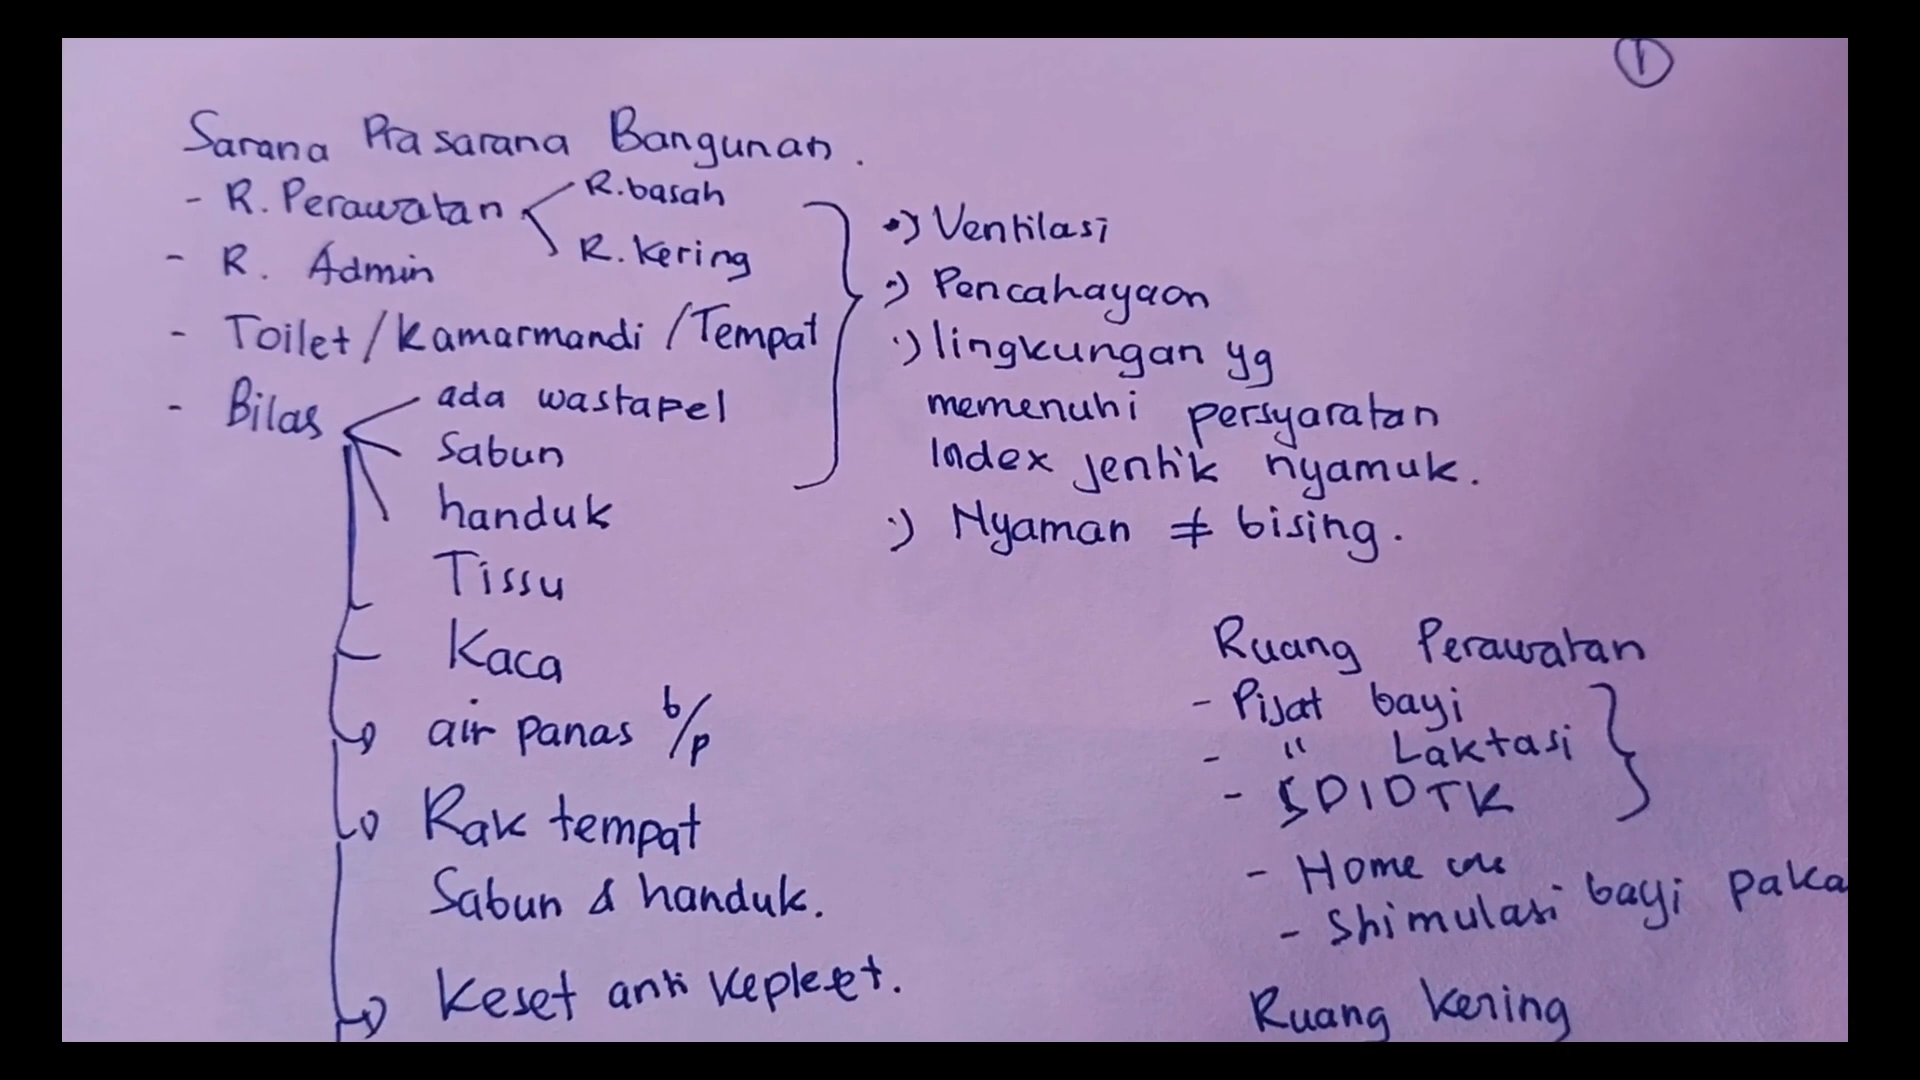 1
Sarana Prasarana Bangunan.
- R. Perawatan
R. basah
R. Kering
- R. Admin
- Toilet/Kamarmandi/Tempat
- Bilas
ada wastapel
Sabun
handuk
Tissu
Kaca
air panas b/p
Rak tempat
Sabun & handuk.
Keset anti kepleset.
·) Ventilasi
·) Pencahayaan
·) lingkungan yg
memenuhi persyaratan
Index jentik nyamuk.
·) Nyaman ≠ bising.
Ruang Perawatan
- Pijat bayi
- " Laktasi
- SDIDTK
- Home
- Shimulasi bayi paka
Ruang Kering